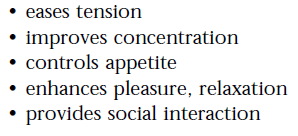 • eases tension
• improves concentration
• controls appetite
• enhances pleasure, relaxation
• provides social interaction